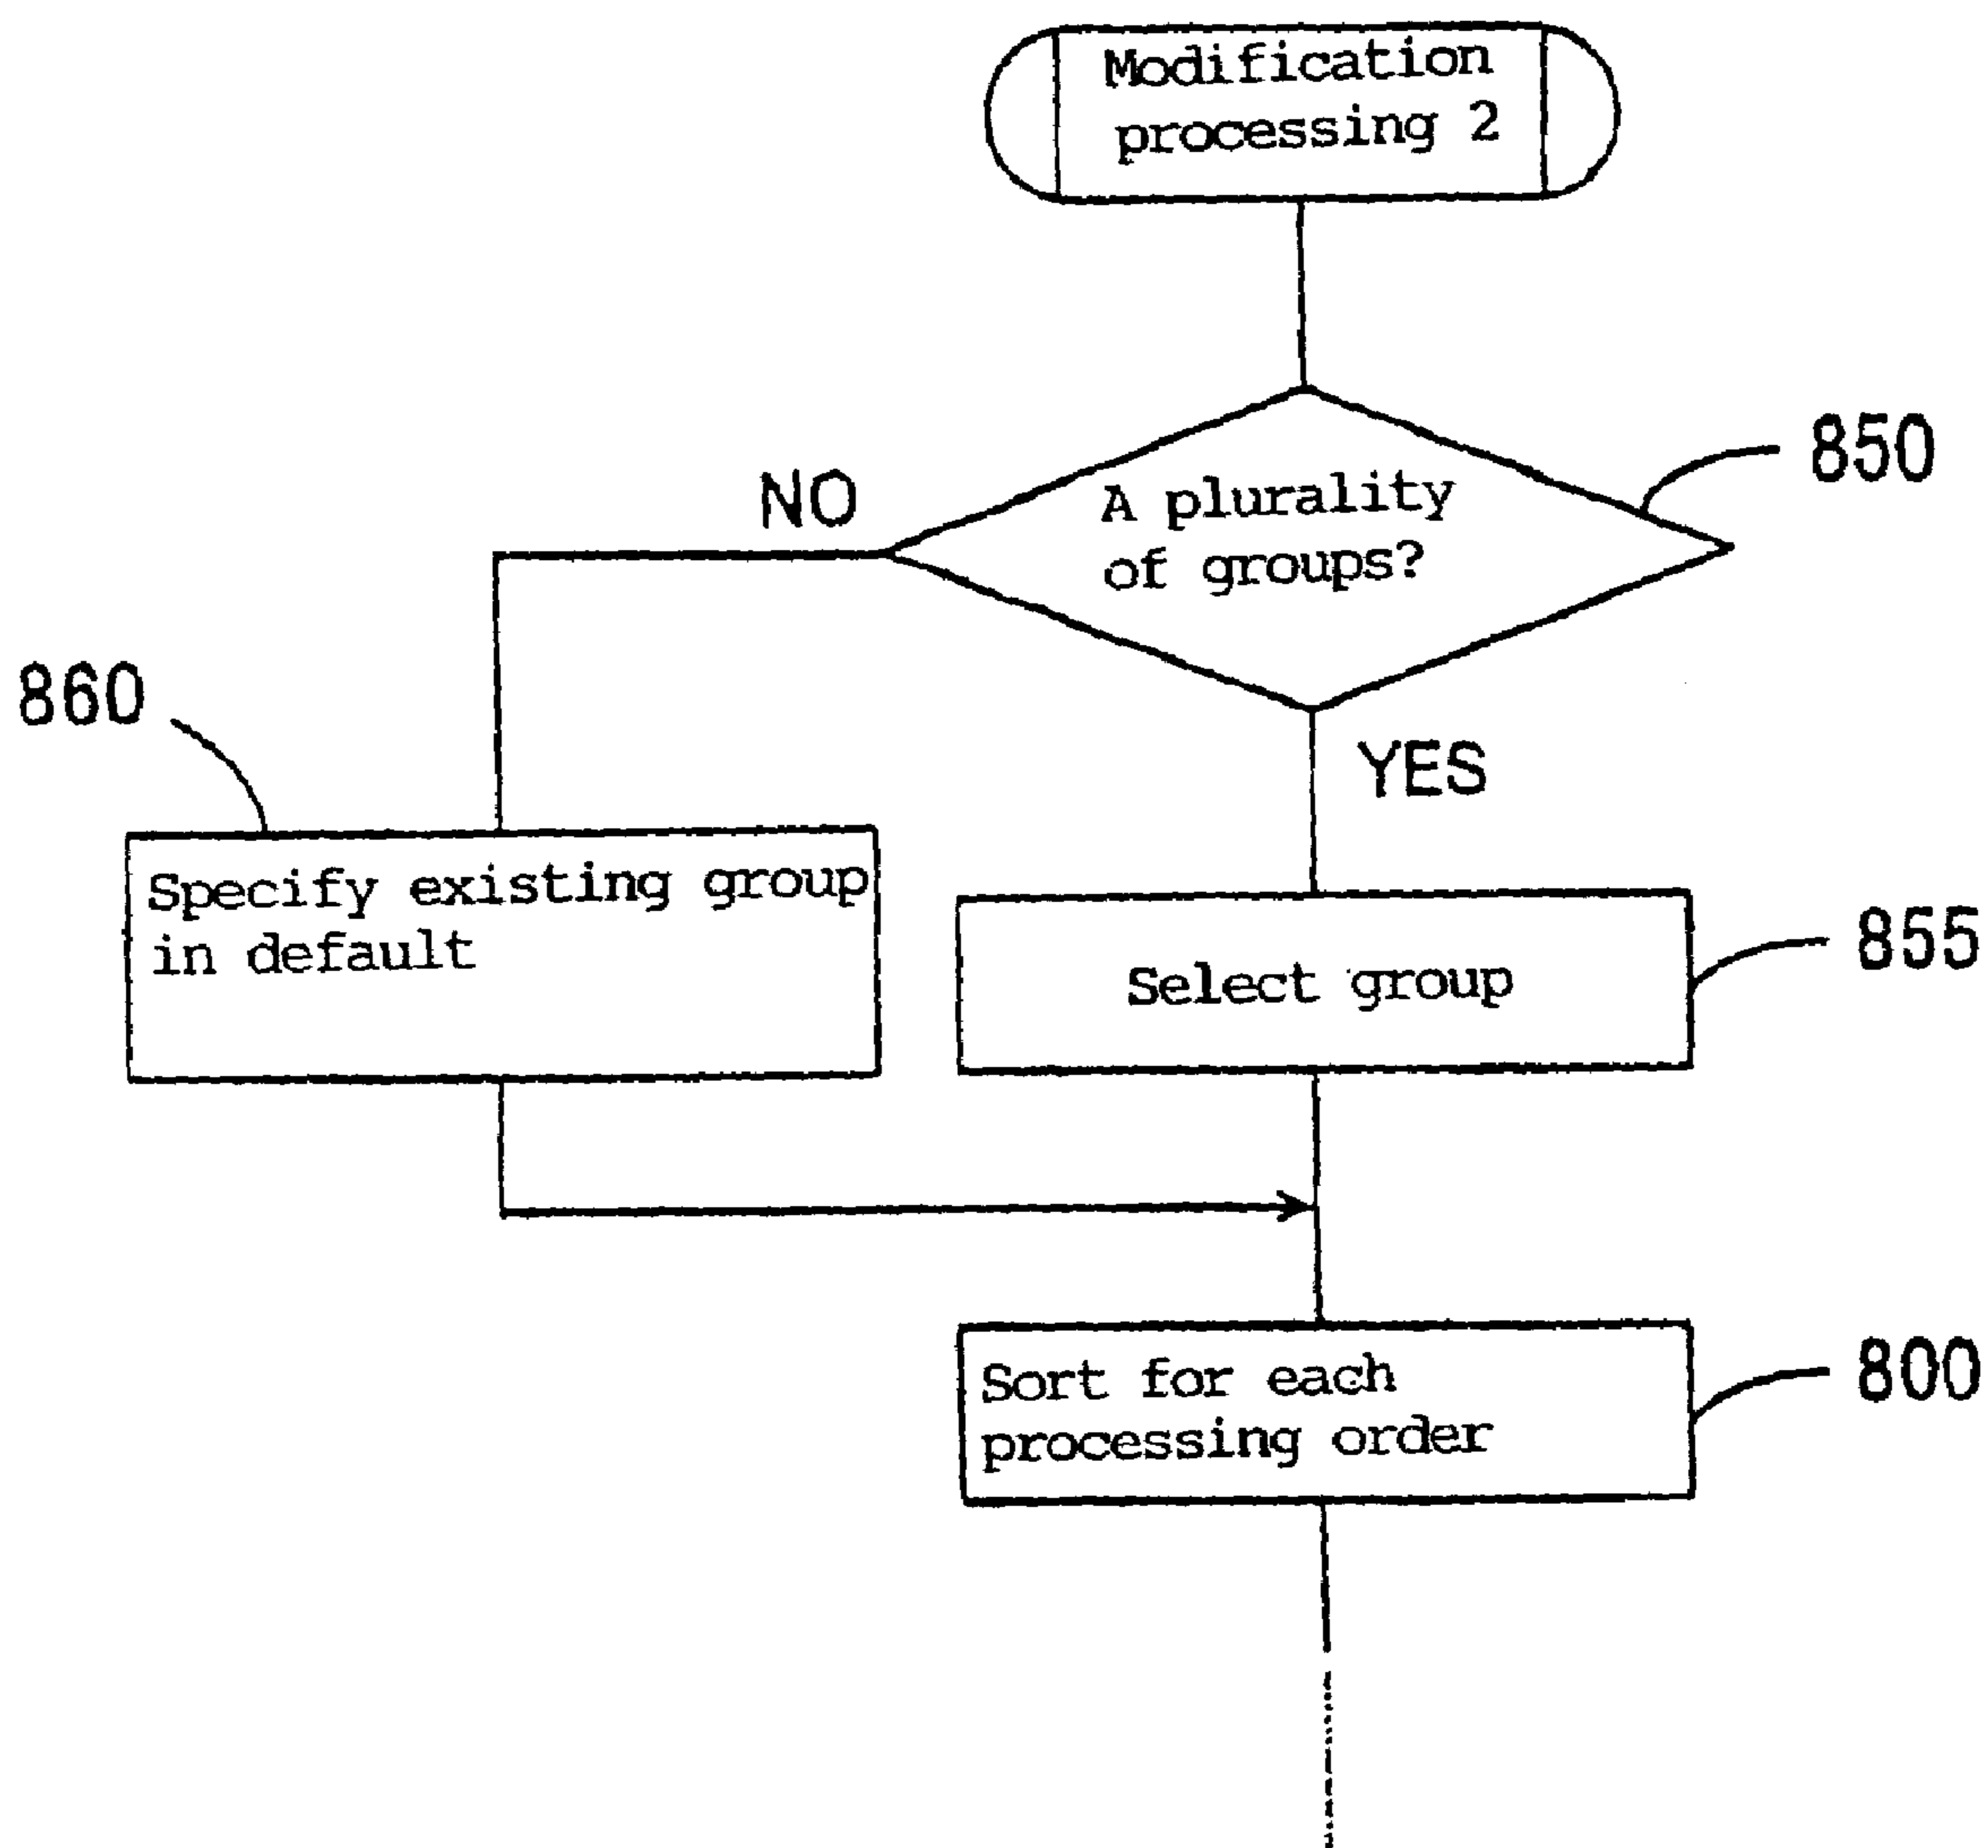 Modification
processing 2
850
A plurality
of groups?
NO
YES
860
Specify existing group
in default
855
Select group
800
Sort for each
processing order